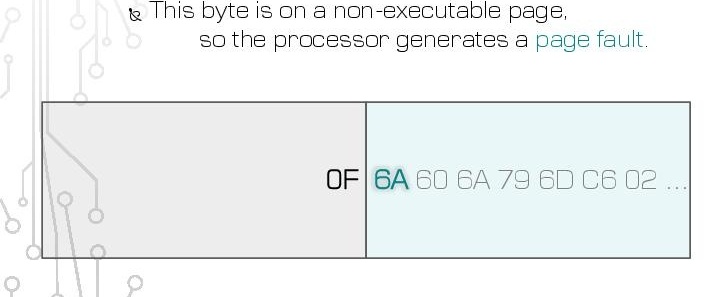 This byte is on a non-executable page,
so the processor generates a page fault.
0F 6A 60 6A 79 6D C6 02 ...